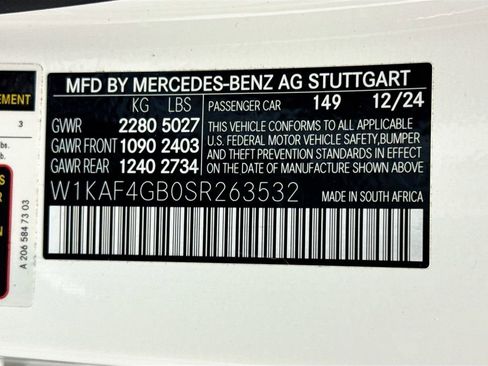 MFD BY MERCEDES-BENZ AG STUTTGART
KG LBS PASSENGER CAR 149 12/24
GVWR 2280 5027
GAWR FRONT 1090 2403
GAWR REAR 1240 2734
THIS VEHICLE CONFORMS TO ALL APPLICABLE
U.S. FEDERAL MOTOR VEHICLE SAFETY,BUMPER
AND THEFT PREVENTION STANDARDS IN EFFECT
ON THE DATE OF MANUFACTURE SHOWN ABOVE
W1KAF4GB0SR263532 MADE IN SOUTH AFRICA
EMENT
3
lbs.
A 206 584 73 03